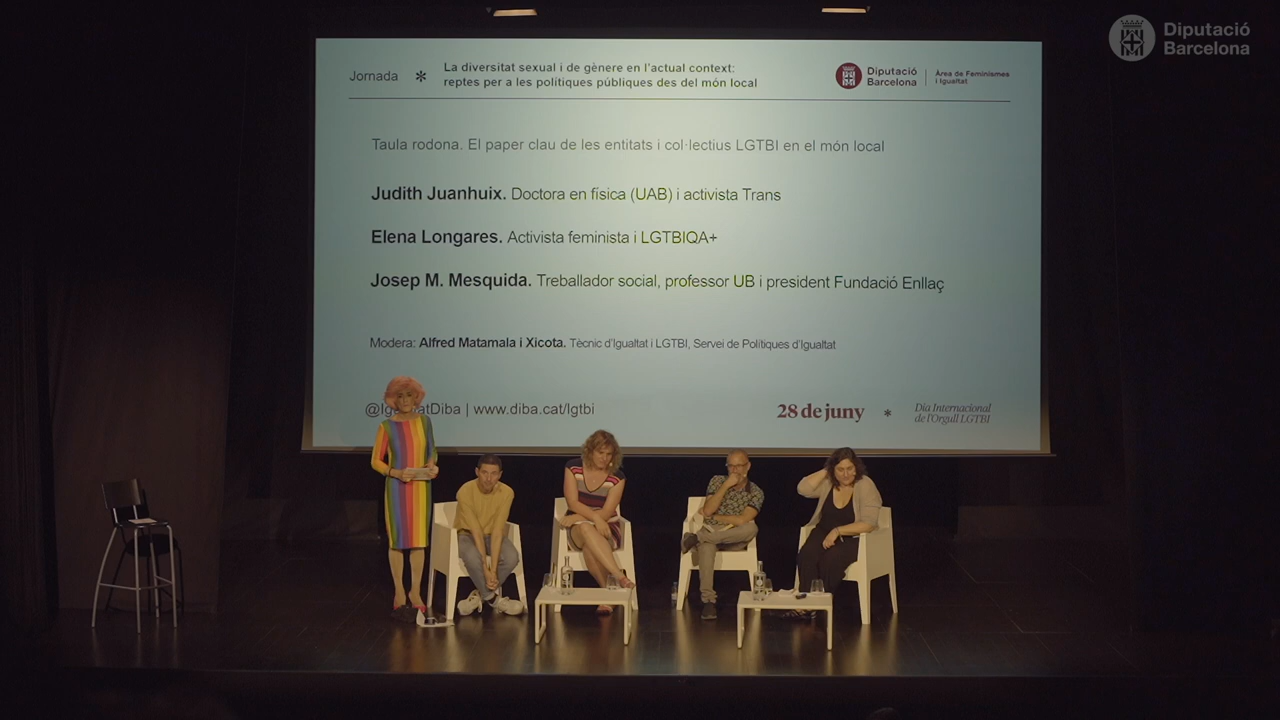 Diputació
Barcelona
Jornada * La diversitat sexual i de gènere en l'actual context:
reptes per a les polítiques públiques des del món local
Diputació
Barcelona
Àrea de Feminismes
i Igualtat
Taula rodona. El paper clau de les entitats i col·lectius LGTBI en el món local
Judith Juanhuix. Doctora en física (UAB) i activista Trans
Elena Longares. Activista feminista i LGTBIQA+
Josep M. Mesquida. Treballador social, professor UB i president Fundació Enllaç
Modera: Alfred Matamala i Xicota. Tècnic d'Igualtat i LGTBI, Servei de Polítiques d'Igualtat
| www.diba.cat/lgtbi
28 de juny * Dia Internacional
de l'Orgull LGTBI